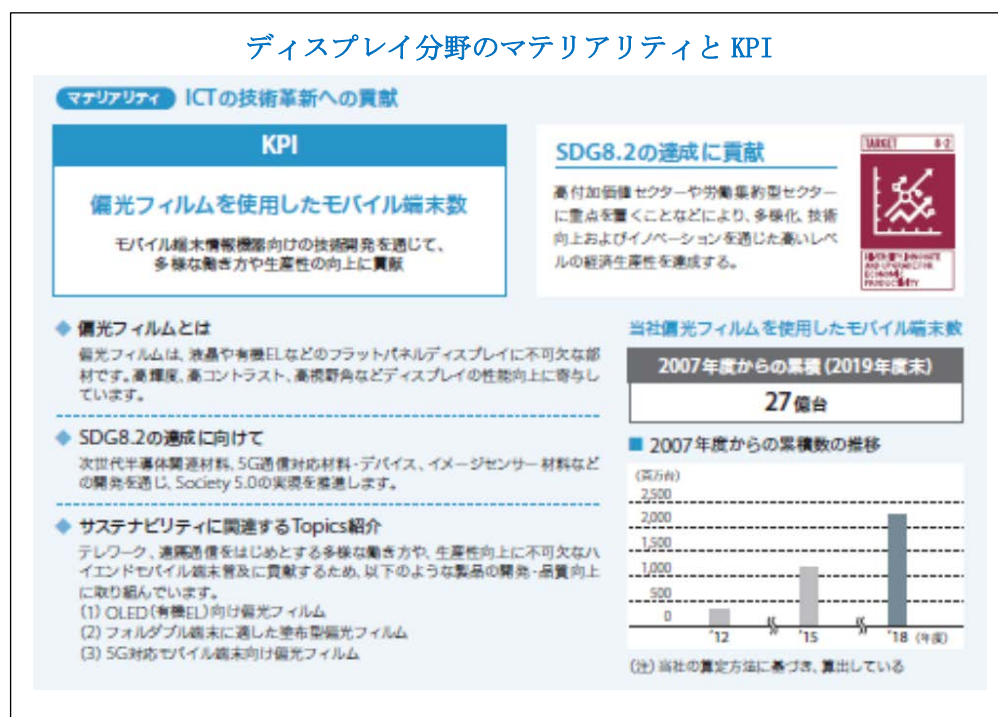 ディスプレイ分野のマテリアリティと KPI
マテリアリティ ICTの技術革新への貢献
KPI
偏光フィルムを使用したモバイル端末数
モバイル端末情報機器向けの技術開発を通じて、
多様な働き方や生産性の向上に貢献
SDG8.2の達成に貢献
高付加価値セクターや労働集約型セクター
に重点を置くことなどにより、多様化、技術
向上およびイノベーションを通じた高いレベ
ルの経済生産性を達成する。
TARGET 8·2
DIVERSIFY, INNOVATE
AND UPGRADE FOR
ECONOMIC
PRODUCTIVITY
◆ 偏光フィルムとは
偏光フィルムは、液晶や有機ELなどのフラットパネルディスプレイに不可欠な部
材です。高輝度、高コントラスト、高視野角などディスプレイの性能向上に寄与し
ています。
◆ SDG8.2の達成に向けて
次世代半導体関連材料、5G通信対応材料・デバイス、イメージセンサー材料など
の開発を通じ、Society 5.0の実現を推進します。
◆ サステナビリティに関連するTopics紹介
テレワーク、遠隔通信をはじめとする多様な働き方や、生産性向上に不可欠なハ
イエンドモバイル端末普及に貢献するため、以下のような製品の開発・品質向上
に取り組んでいます。
(1) OLED(有機EL)向け偏光フィルム
(2) フォルダブル端末に適した塗布型偏光フィルム
(3) 5G対応モバイル端末向け偏光フィルム
当社偏光フィルムを使用したモバイル端末数
2007年度からの累積(2019年度末)
27億台
■ 2007年度からの累積数の推移
(百万台)
2,500
2,000
1,500
1,000
500
0
'12 '15 '18 (年度)
(注) 当社の算定方法に基づき、算出している